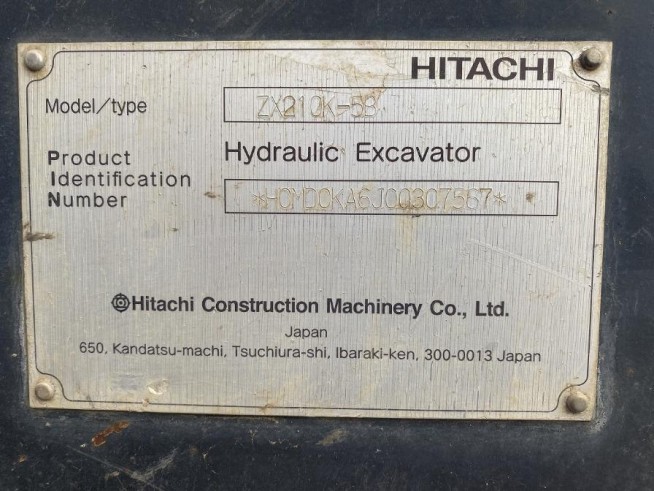 HITACHI
Model/type ZX210K-5B
Product Hydraulic Excavator
Identification
Number *HCMDCKA6J00307567*
Hitachi Construction Machinery Co., Ltd.
Japan
650, Kandatsu-machi, Tsuchiura-shi, Ibaraki-ken, 300-0013 Japan